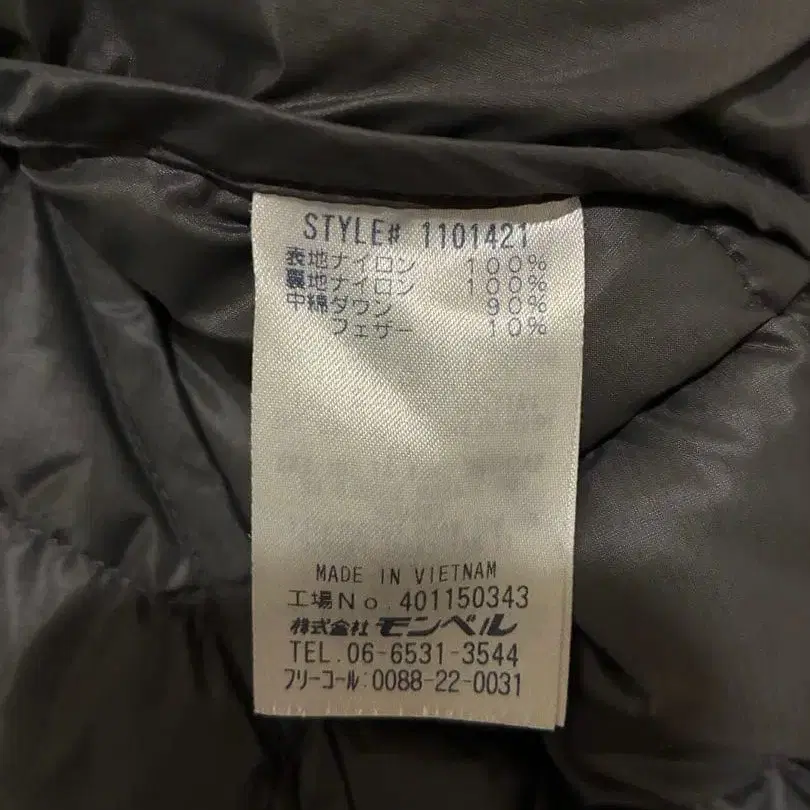 STYLE# 1101421
表地ナイロン 100%
裏地ナイロン 100%
中綿ダウン 90%
フェザー 10%
MADE IN VIETNAM
工場No.401150343
株式会社モンベル
TEL.06-6531-3544
フリーコール:0088-22-0031